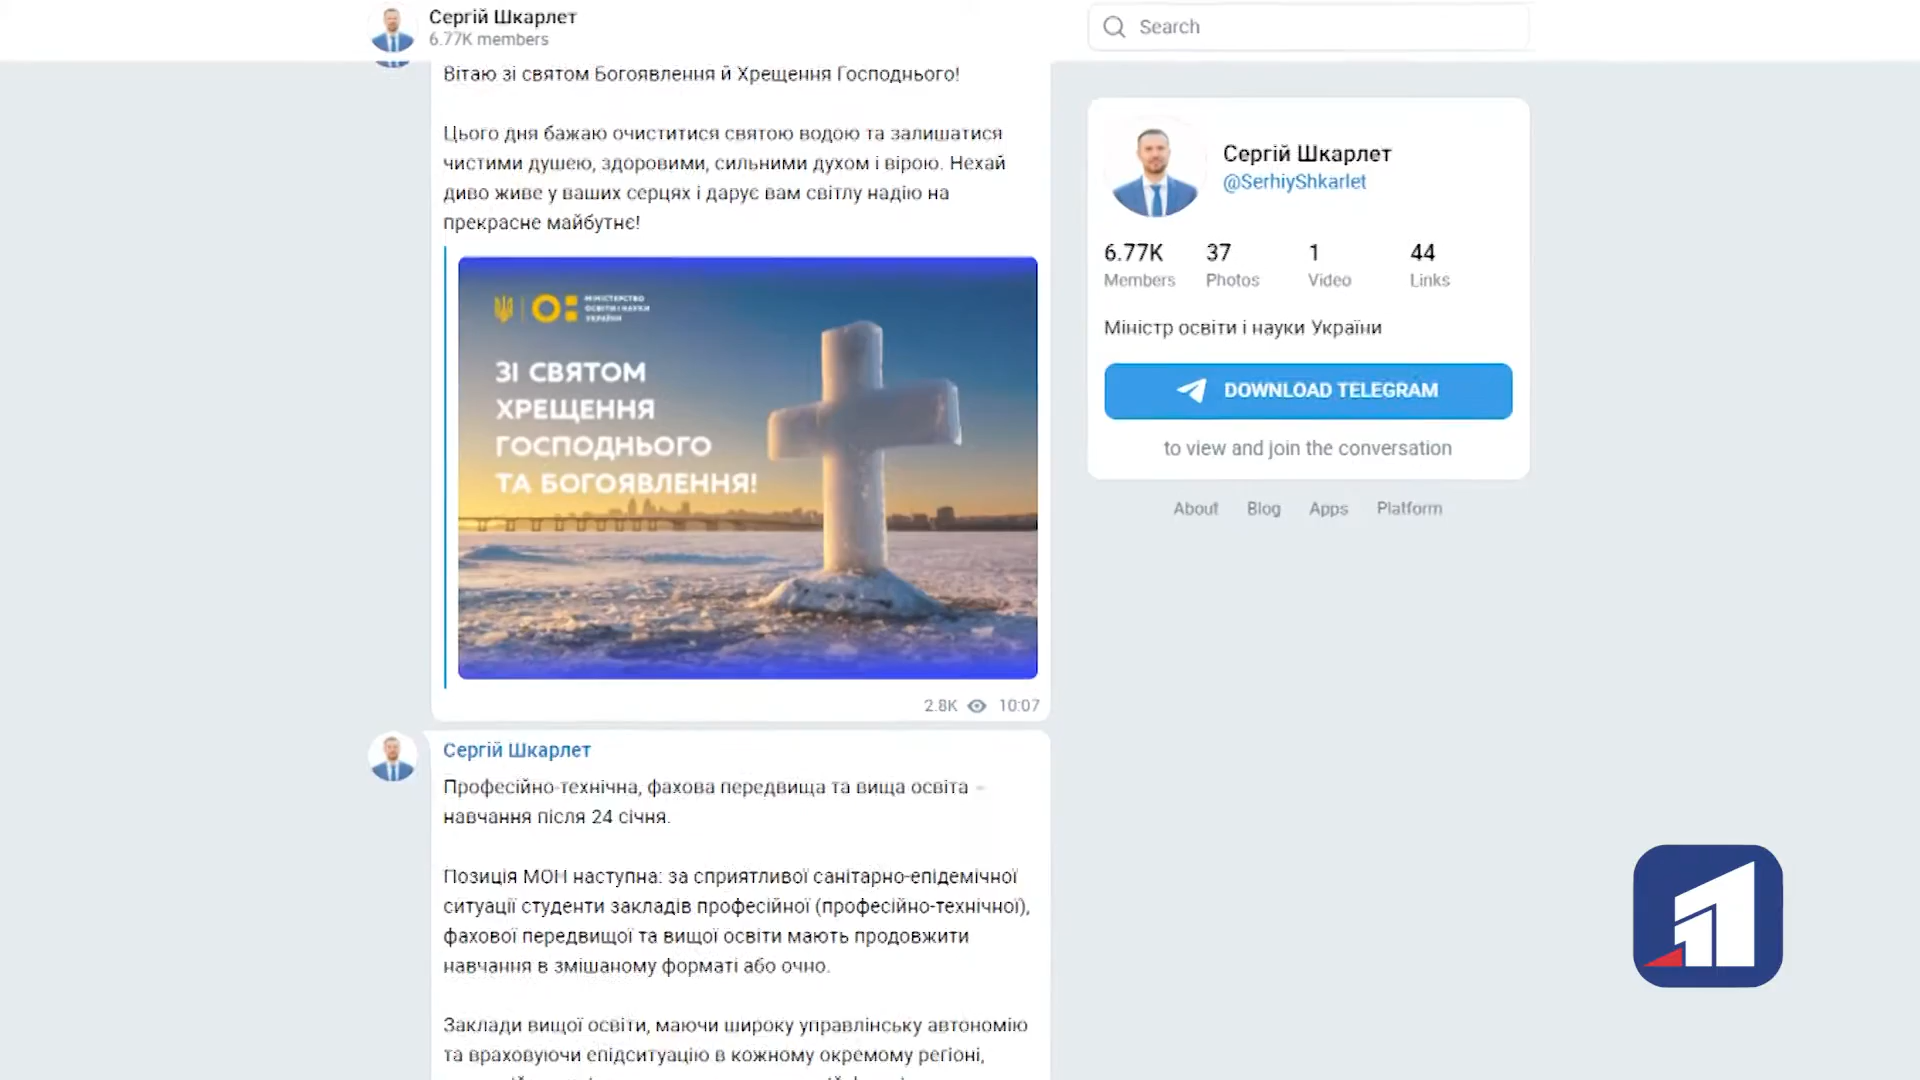 Сергій Шкарлет
6.77K members
Search
Вітаю зі святом Богоявлення й Хрещення Господнього!
Цього дня бажаю очиститися святою водою та залишатися
чистими душею, здоровими, сильними духом і вірою. Нехай
диво живе у ваших серцях і дарує вам світлу надію на
прекрасне майбутнє!
МІНІСТЕРСТВО
ОСВІТИ І НАУКИ
УКРАЇНИ
ЗІ СВЯТОМ
ХРЕЩЕННЯ
ГОСПОДНЬОГО
ТА БОГОЯВЛЕННЯ!
2.8K 10:07
Сергій Шкарлет
Професійно-технічна, фахова передвища та вища освіта –
навчання після 24 січня.
Позиція МОН наступна: за сприятливої санітарно-епідемічної
ситуації студенти закладів професійної (професійно-технічної),
фахової передвищої та вищої освіти мають продовжити
навчання в змішаному форматі або очно.
Заклади вищої освіти, маючи широку управлінську автономію
та враховуючи епідситуацію в кожному окремому регіоні,
Сергій Шкарлет
@SerhiyShkarlet
6.77K 37 1 44
Members Photos Video Links
Міністр освіти і науки України
DOWNLOAD TELEGRAM
to view and join the conversation
About Blog Apps Platform